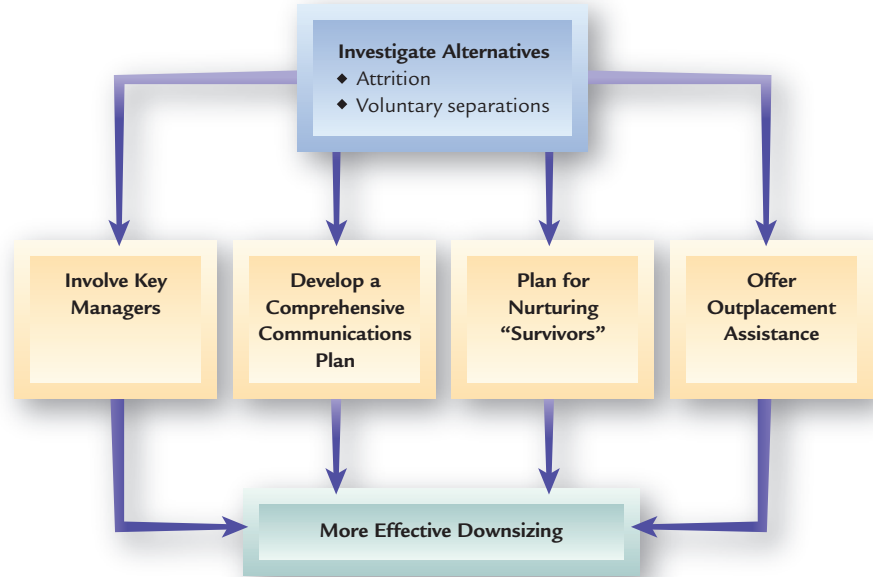 Investigate Alternatives
◆ Attrition
◆ Voluntary separations
Involve Key
Managers
Develop a
Comprehensive
Communications
Plan
Plan for
Nurturing
“Survivors”
Offer
Outplacement
Assistance
More Effective Downsizing